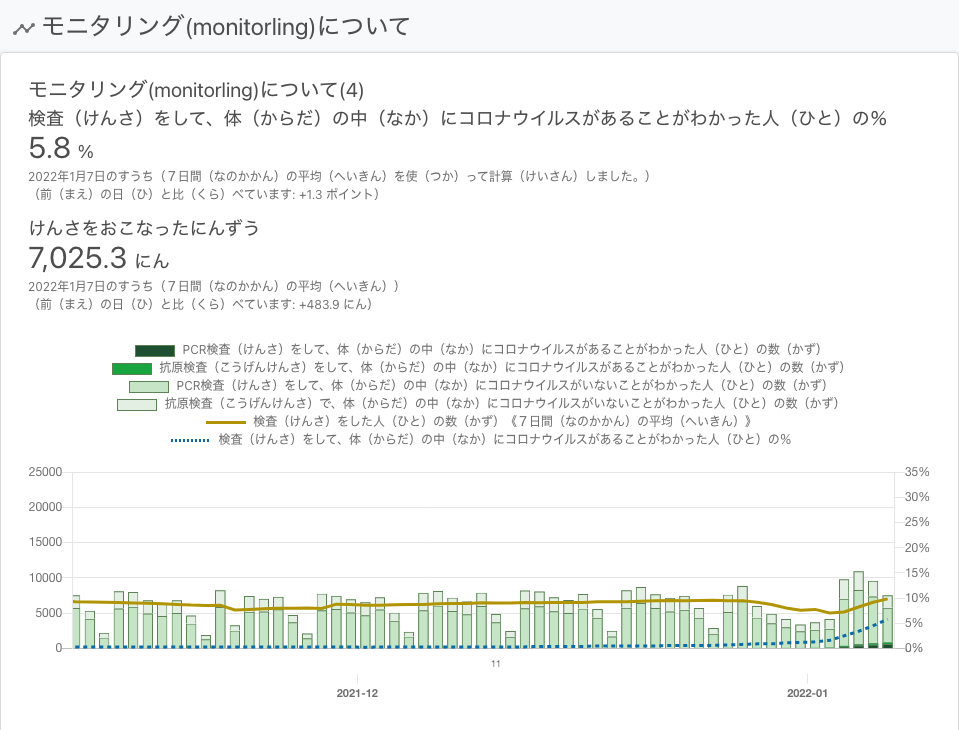 モニタリング(monitorling)について
モニタリング(monitorling)について(4)
検査（けんさ）をして、体（からだ）の中（なか）にコロナウイルスがあることがわかった人（ひと）の%
5.8 %
2022年1月7日のすうち（７日間（なのかかん）の平均（へいきん）を使（つか）って計算（けいさん）しました。）
（前（まえ）の日（ひ）と比（くら）べています: +1.3 ポイント）
けんさをおこなったにんずう
7,025.3 にん
2022年1月7日のすうち（７日間（なのかかん）の平均（へいきん））
（前（まえ）の日（ひ）と比（くら）べています: +483.9 にん）
PCR検査（けんさ）をして、体（からだ）の中（なか）にコロナウイルスがあることがわかった人（ひと）の数（かず）
抗原検査（こうげんけんさ）をして、体（からだ）の中（なか）にコロナウイルスがあることがわかった人（ひと）の数（かず）
PCR検査（けんさ）をして、体（からだ）の中（なか）にコロナウイルスがいないことがわかった人（ひと）の数（かず）
抗原検査（こうげんけんさ）で、体（からだ）の中（なか）にコロナウイルスがいないことがわかった人（ひと）の数（かず）
検査（けんさ）をした人（ひと）の数（かず）《７日間（なのかかん）の平均（へいきん）》
検査（けんさ）をして、体（からだ）の中（なか）にコロナウイルスがあることがわかった人（ひと）の%
25000 35%
30%
20000
25%
15000
20%
15%
10000
10%
5000
5%
0 0%
11
2021-12 2022-01